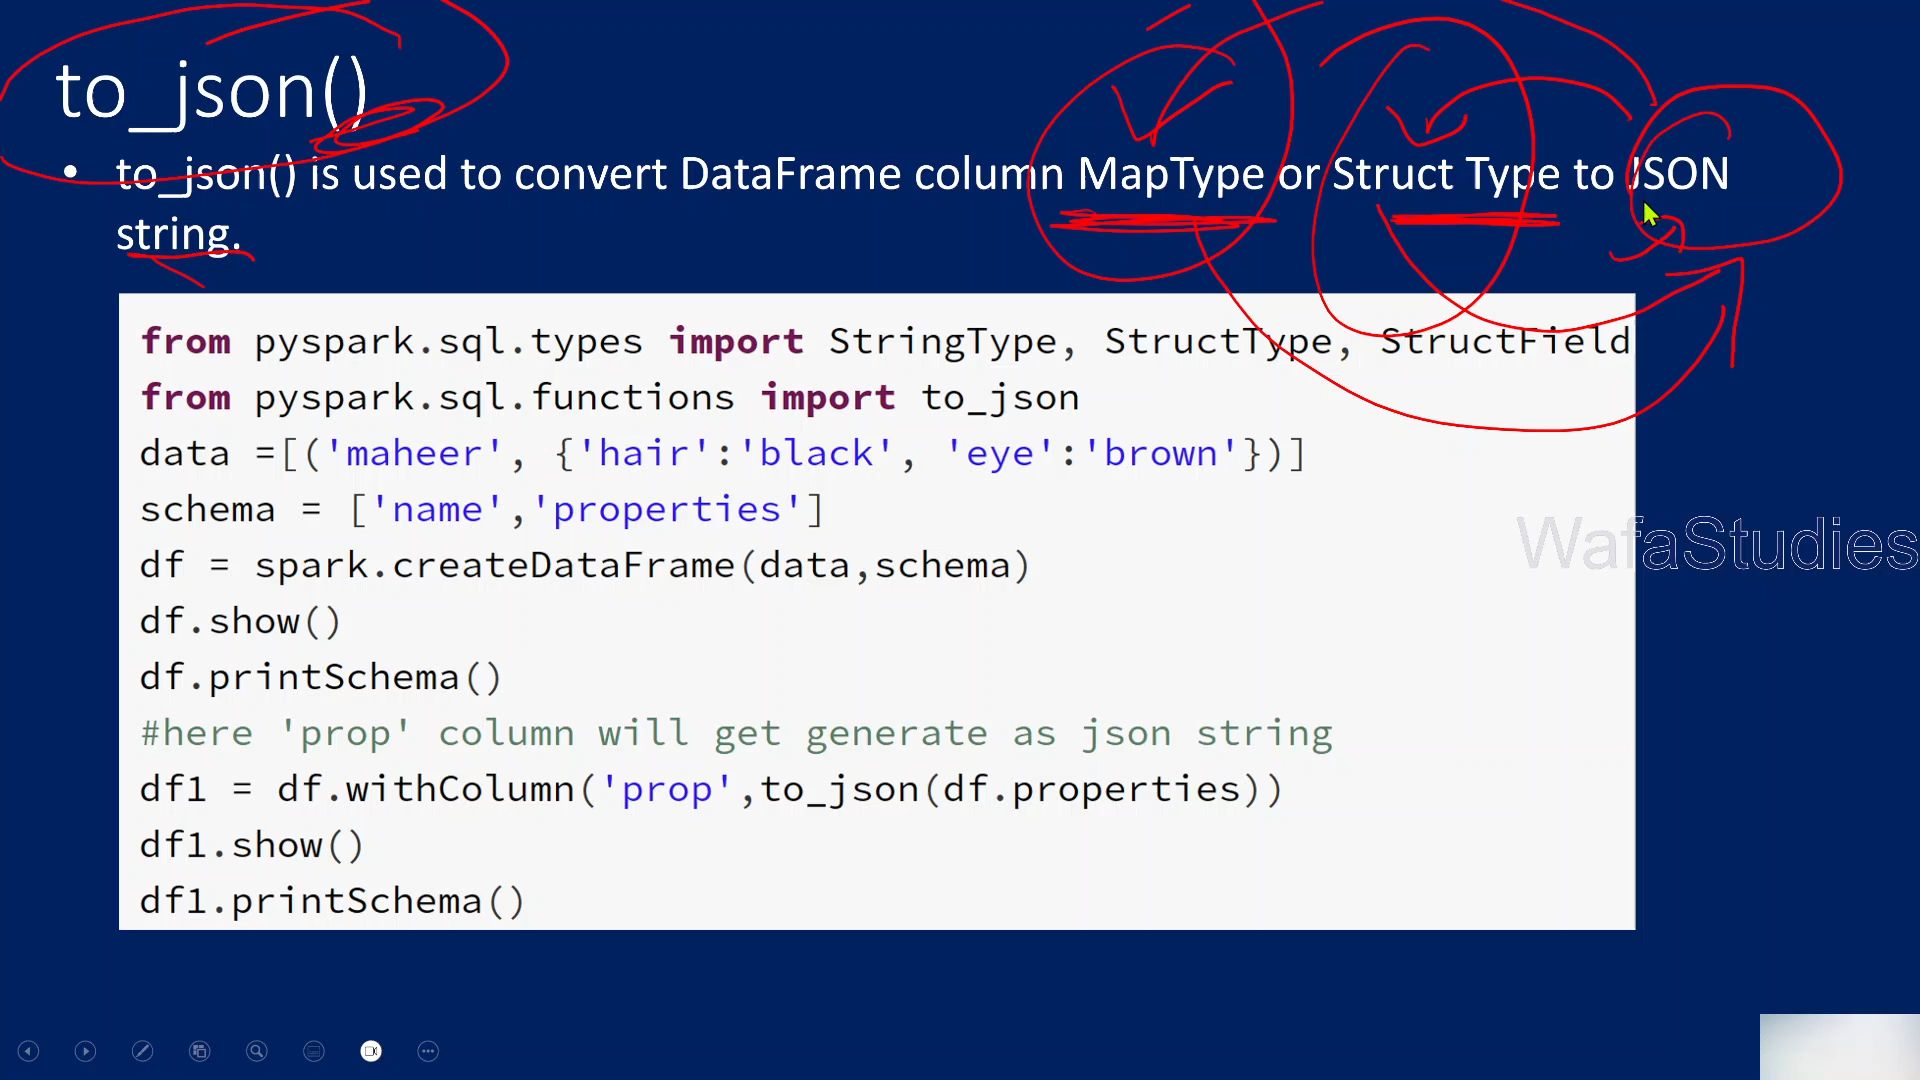 to_json()
• to_json() is used to convert DataFrame column MapType or Struct Type to JSON
string.
from pyspark.sql.types import StringType, StructType, StructField
from pyspark.sql.functions import to_json
data =[('maheer', {'hair':'black', 'eye':'brown'})]
schema = ['name','properties']
df = spark.createDataFrame(data,schema)
df.show()
df.printSchema()
#here 'prop' column will get generate as json string
df1 = df.withColumn('prop',to_json(df.properties))
df1.show()
df1.printSchema()
WafaStudies